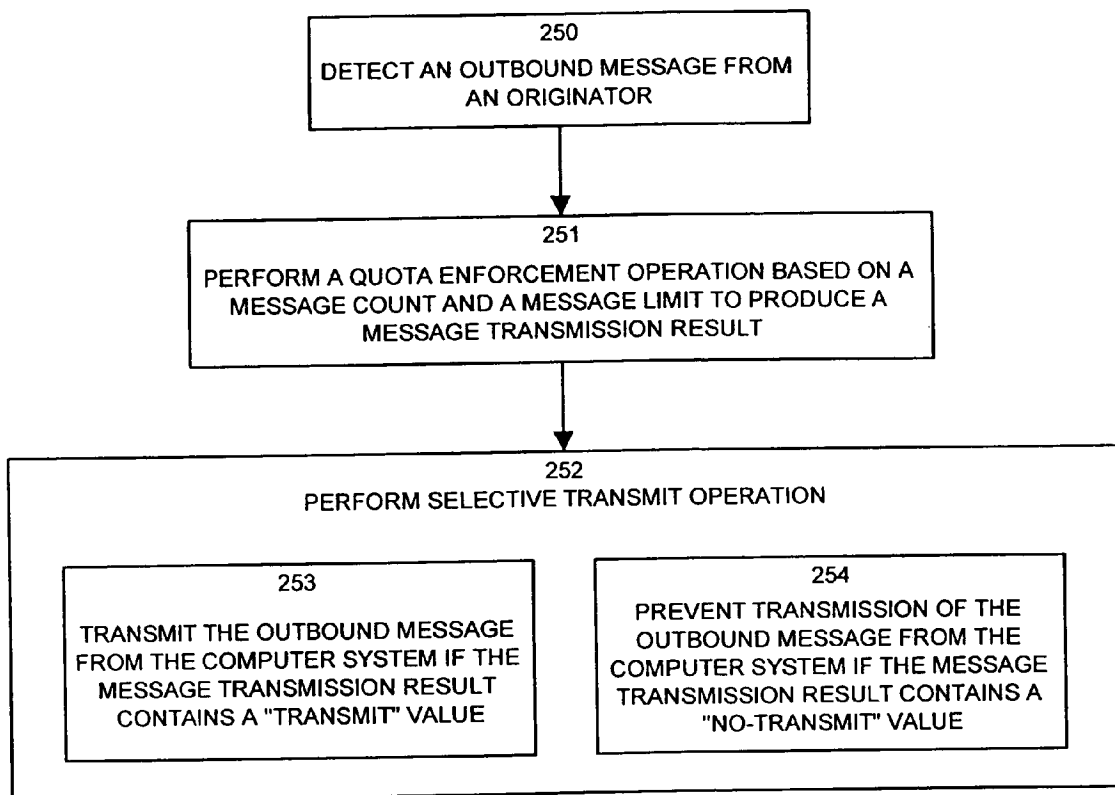 250
DETECT AN OUTBOUND MESSAGE FROM
AN ORIGINATOR
251
PERFORM A QUOTA ENFORCEMENT OPERATION BASED ON A
MESSAGE COUNT AND A MESSAGE LIMIT TO PRODUCE A
MESSAGE TRANSMISSION RESULT
252
PERFORM SELECTIVE TRANSMIT OPERATION
253
TRANSMIT THE OUTBOUND MESSAGE
FROM THE COMPUTER SYSTEM IF THE
MESSAGE TRANSMISSION RESULT
CONTAINS A "TRANSMIT" VALUE
254
PREVENT TRANSMISSION OF THE
OUTBOUND MESSAGE FROM THE
COMPUTER SYSTEM IF THE MESSAGE
TRANSMISSION RESULT CONTAINS A
"NO-TRANSMIT" VALUE